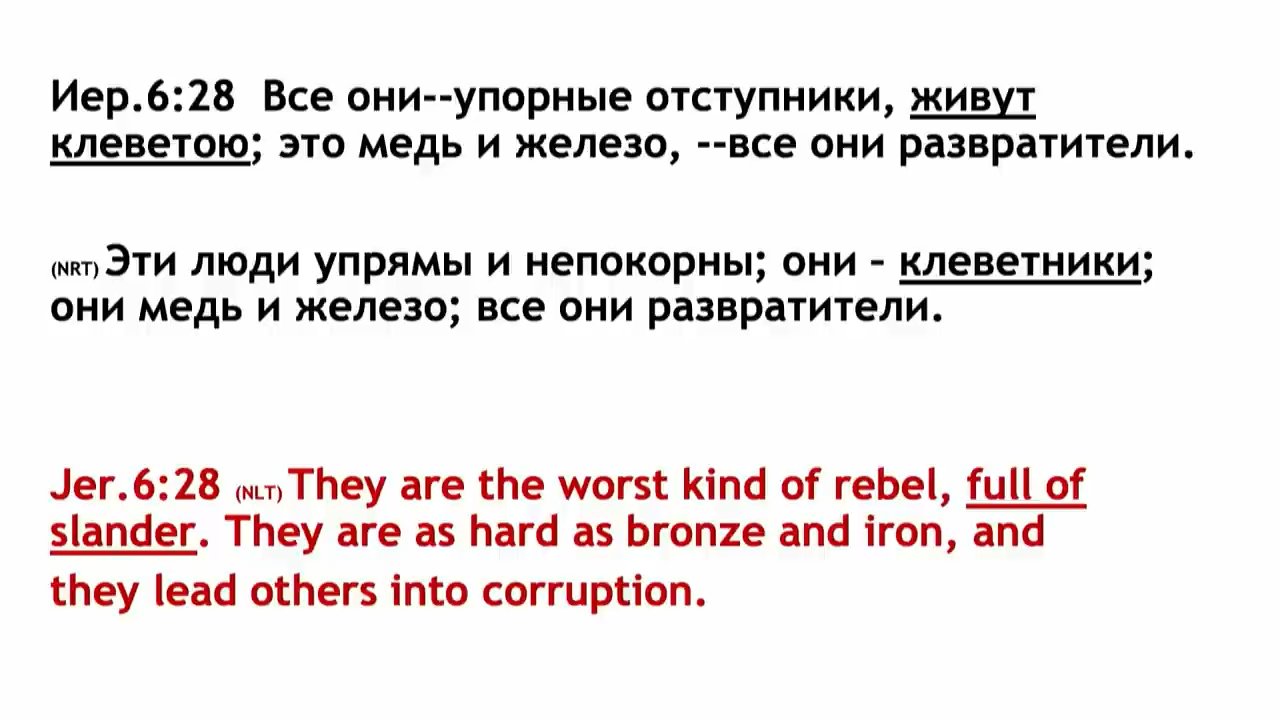 Иер.6:28  Все они--упорные отступники, живут
клеветою; это медь и железо, --все они развратители.
(NRT) Эти люди упрямы и непокорны; они – клеветники;
они медь и железо; все они развратители.
Jer.6:28 (NLT) They are the worst kind of rebel, full of
slander. They are as hard as bronze and iron, and
they lead others into corruption.